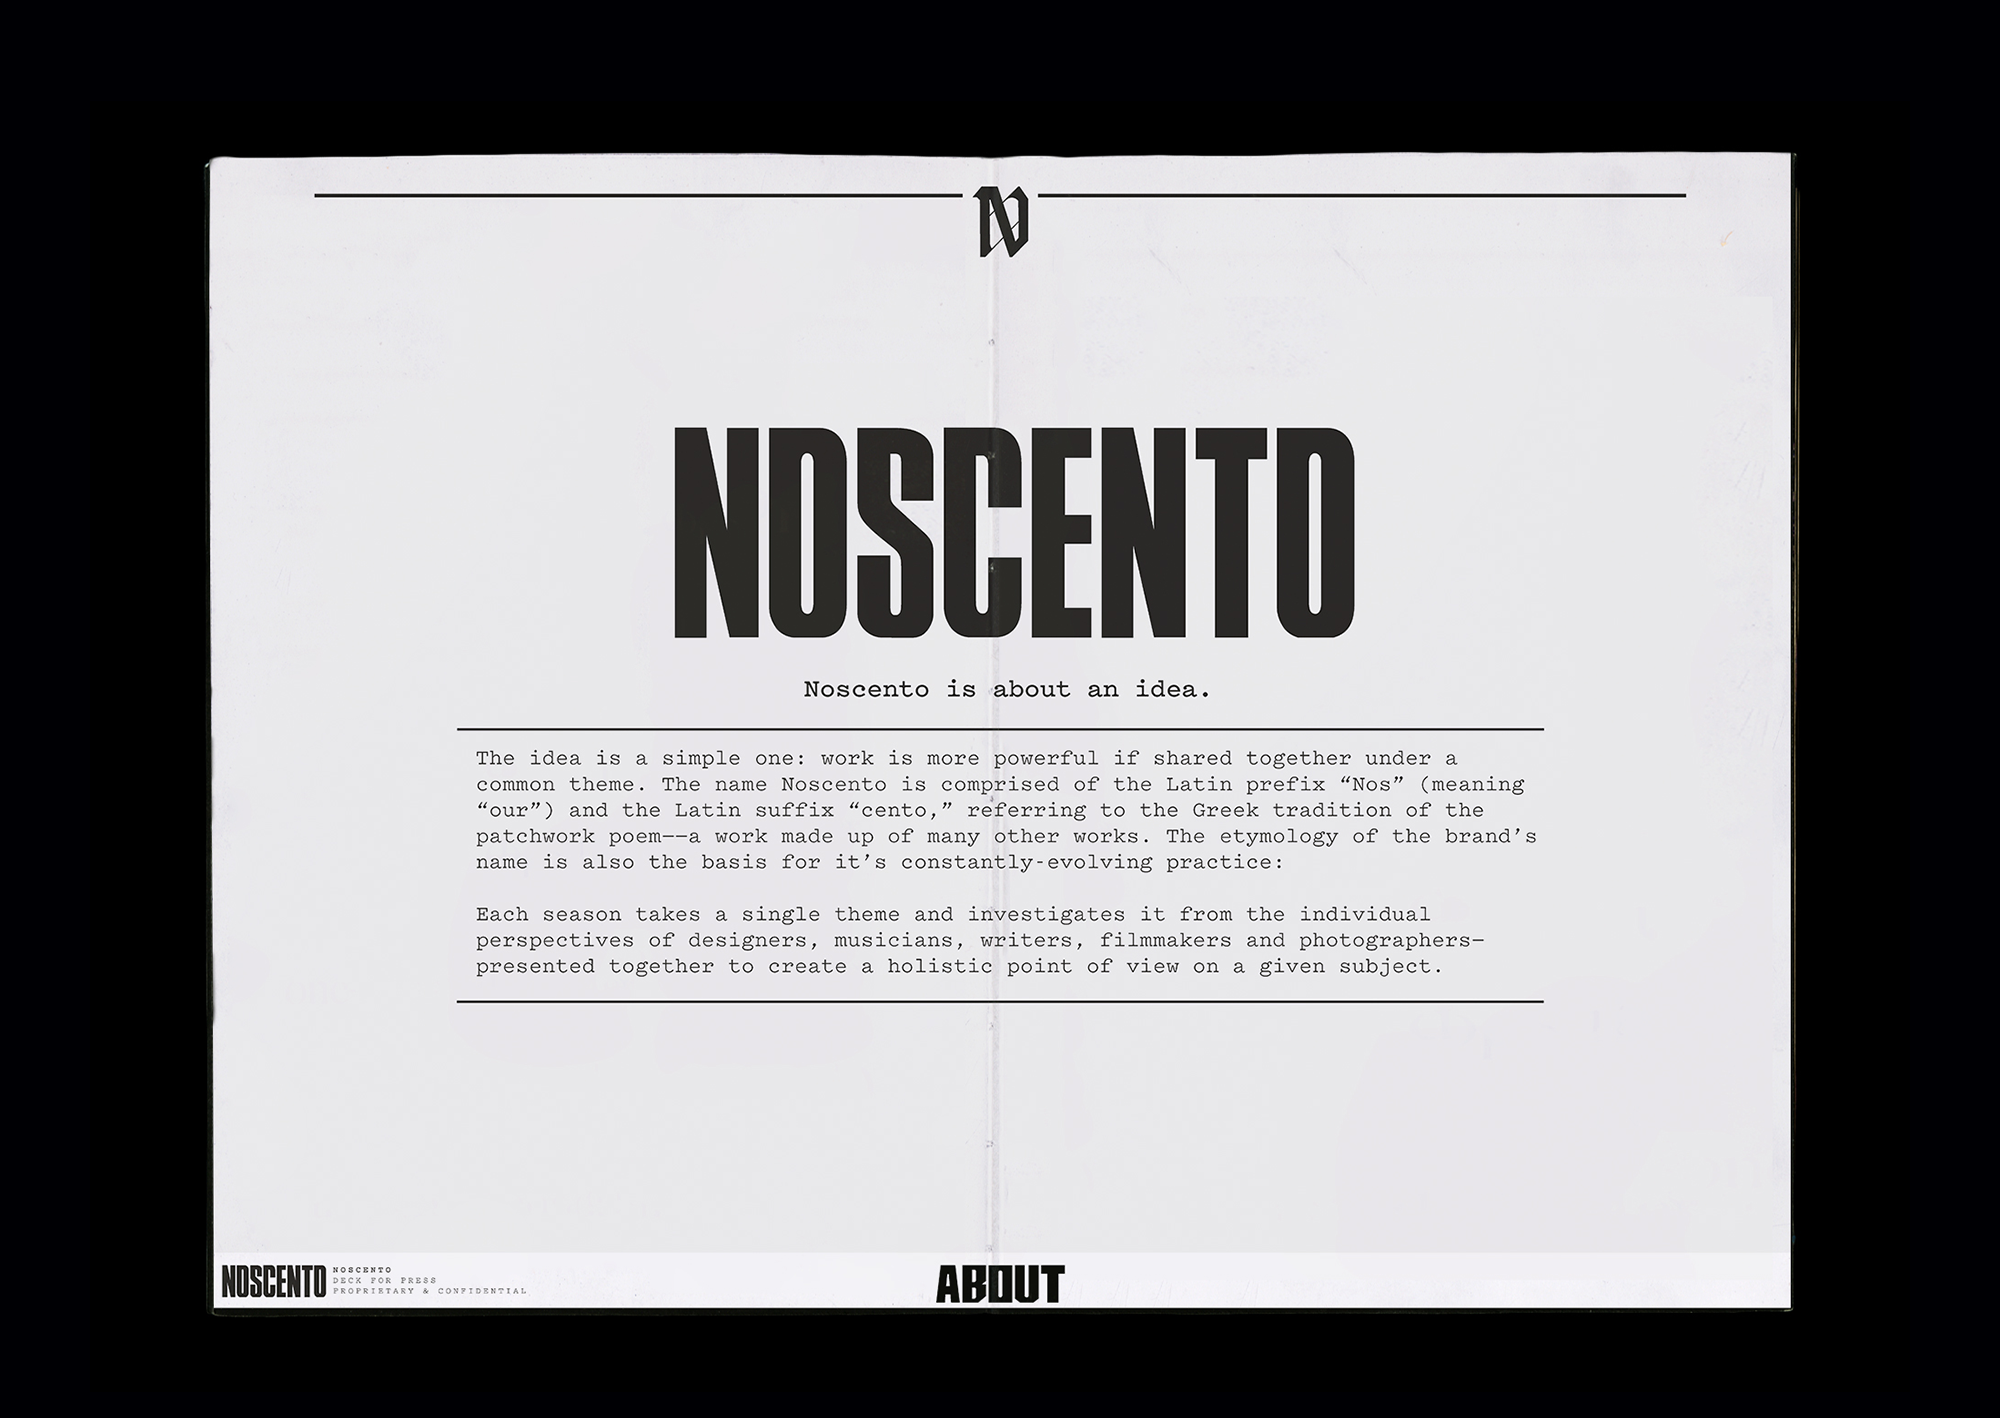 N
NOSCENTO
Noscento is about an idea.
The idea is a simple one: work is more powerful if shared together under a
common theme. The name Noscento is comprised of the Latin prefix “Nos” (meaning
“our”) and the Latin suffix “cento,” referring to the Greek tradition of the
patchwork poem——a work made up of many other works. The etymology of the brand’s
name is also the basis for it’s constantly-evolving practice:
Each season takes a single theme and investigates it from the individual
perspectives of designers, musicians, writers, filmmakers and photographers—
presented together to create a holistic point of view on a given subject.
NOSCENTO
NOSCENTO
DECK FOR PRESS
PROPRIETARY & CONFIDENTIAL
ABOUT